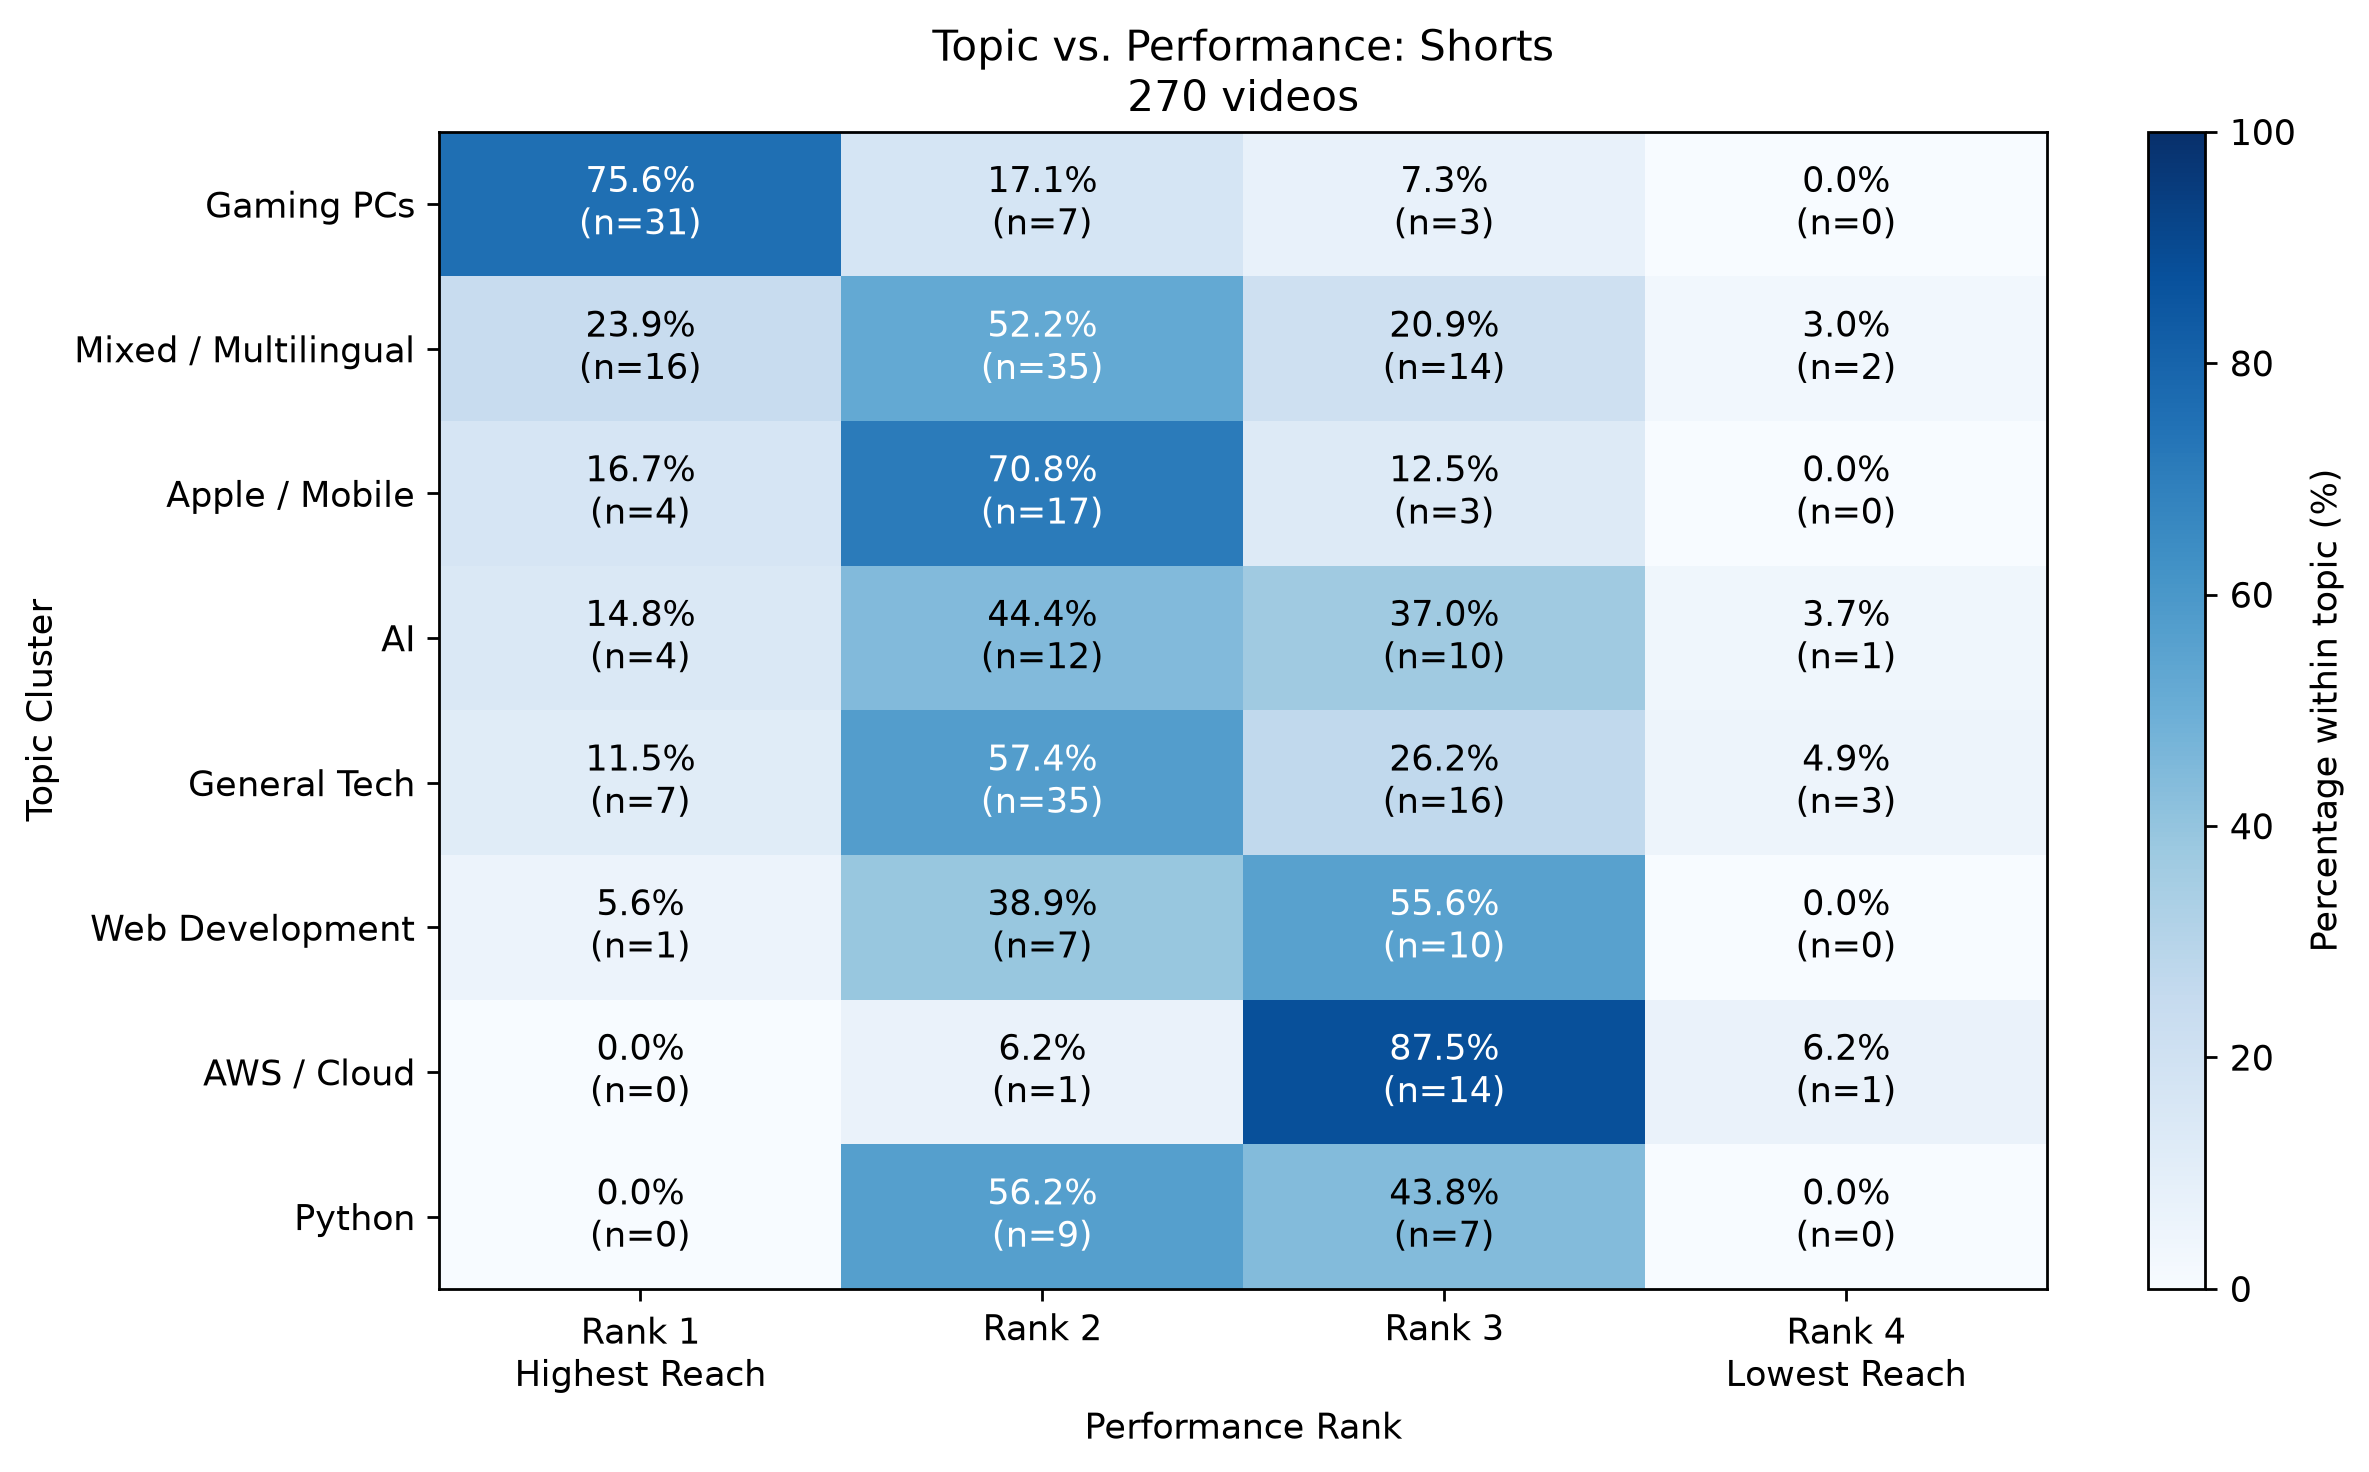 Topic vs. Performance: Shorts
270 videos
Topic Cluster
Gaming PCs
75.6%
(n=31)
17.1%
(n=7)
7.3%
(n=3)
0.0%
(n=0)
Mixed / Multilingual
23.9%
(n=16)
52.2%
(n=35)
20.9%
(n=14)
3.0%
(n=2)
Apple / Mobile
16.7%
(n=4)
70.8%
(n=17)
12.5%
(n=3)
0.0%
(n=0)
AI
14.8%
(n=4)
44.4%
(n=12)
37.0%
(n=10)
3.7%
(n=1)
General Tech
11.5%
(n=7)
57.4%
(n=35)
26.2%
(n=16)
4.9%
(n=3)
Web Development
5.6%
(n=1)
38.9%
(n=7)
55.6%
(n=10)
0.0%
(n=0)
AWS / Cloud
0.0%
(n=0)
6.2%
(n=1)
87.5%
(n=14)
6.2%
(n=1)
Python
0.0%
(n=0)
56.2%
(n=9)
43.8%
(n=7)
0.0%
(n=0)
Rank 1
Highest Reach
Rank 2
Rank 3
Rank 4
Lowest Reach
Performance Rank
100
80
60
40
20
0
Percentage within topic (%)